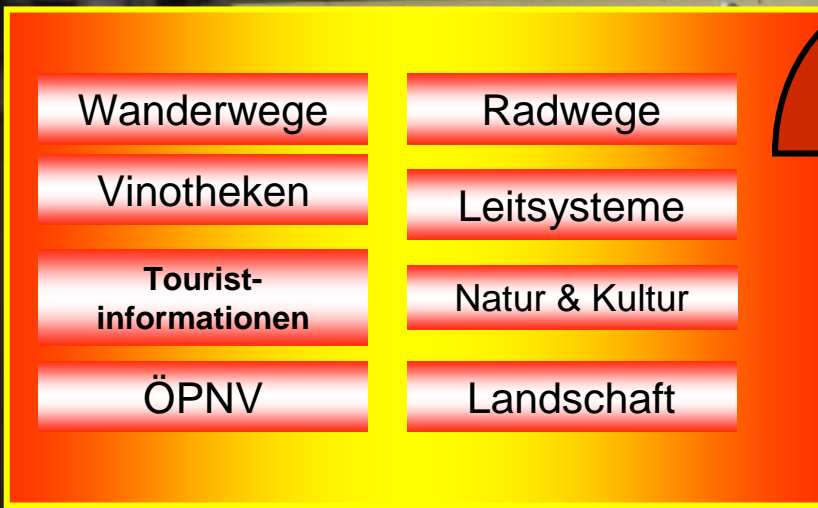 Wanderwege
Radwege
Vinotheken
Leitsysteme
Tourist-
informationen
Natur & Kultur
ÖPNV
Landschaft